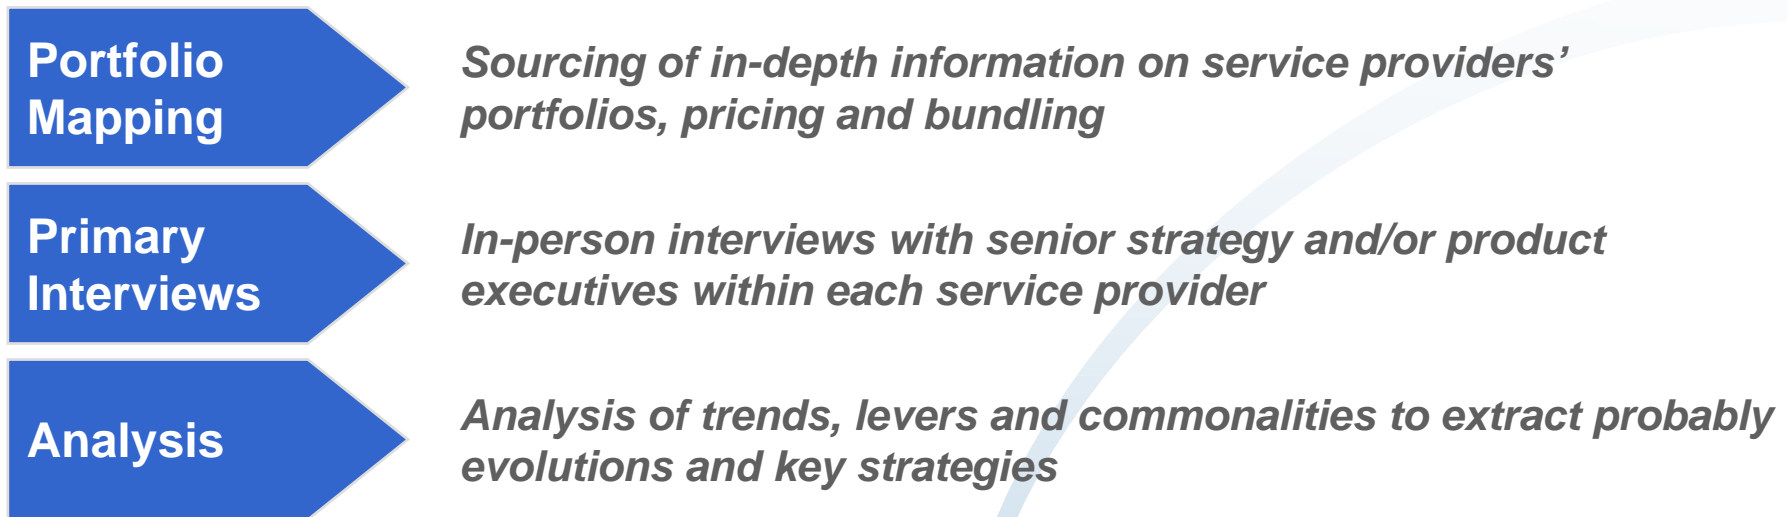 Portfolio
Mapping
Sourcing of in-depth information on service providers’
portfolios, pricing and bundling
Primary
Interviews
In-person interviews with senior strategy and/or product
executives within each service provider
Analysis
Analysis of trends, levers and commonalities to extract probably
evolutions and key strategies